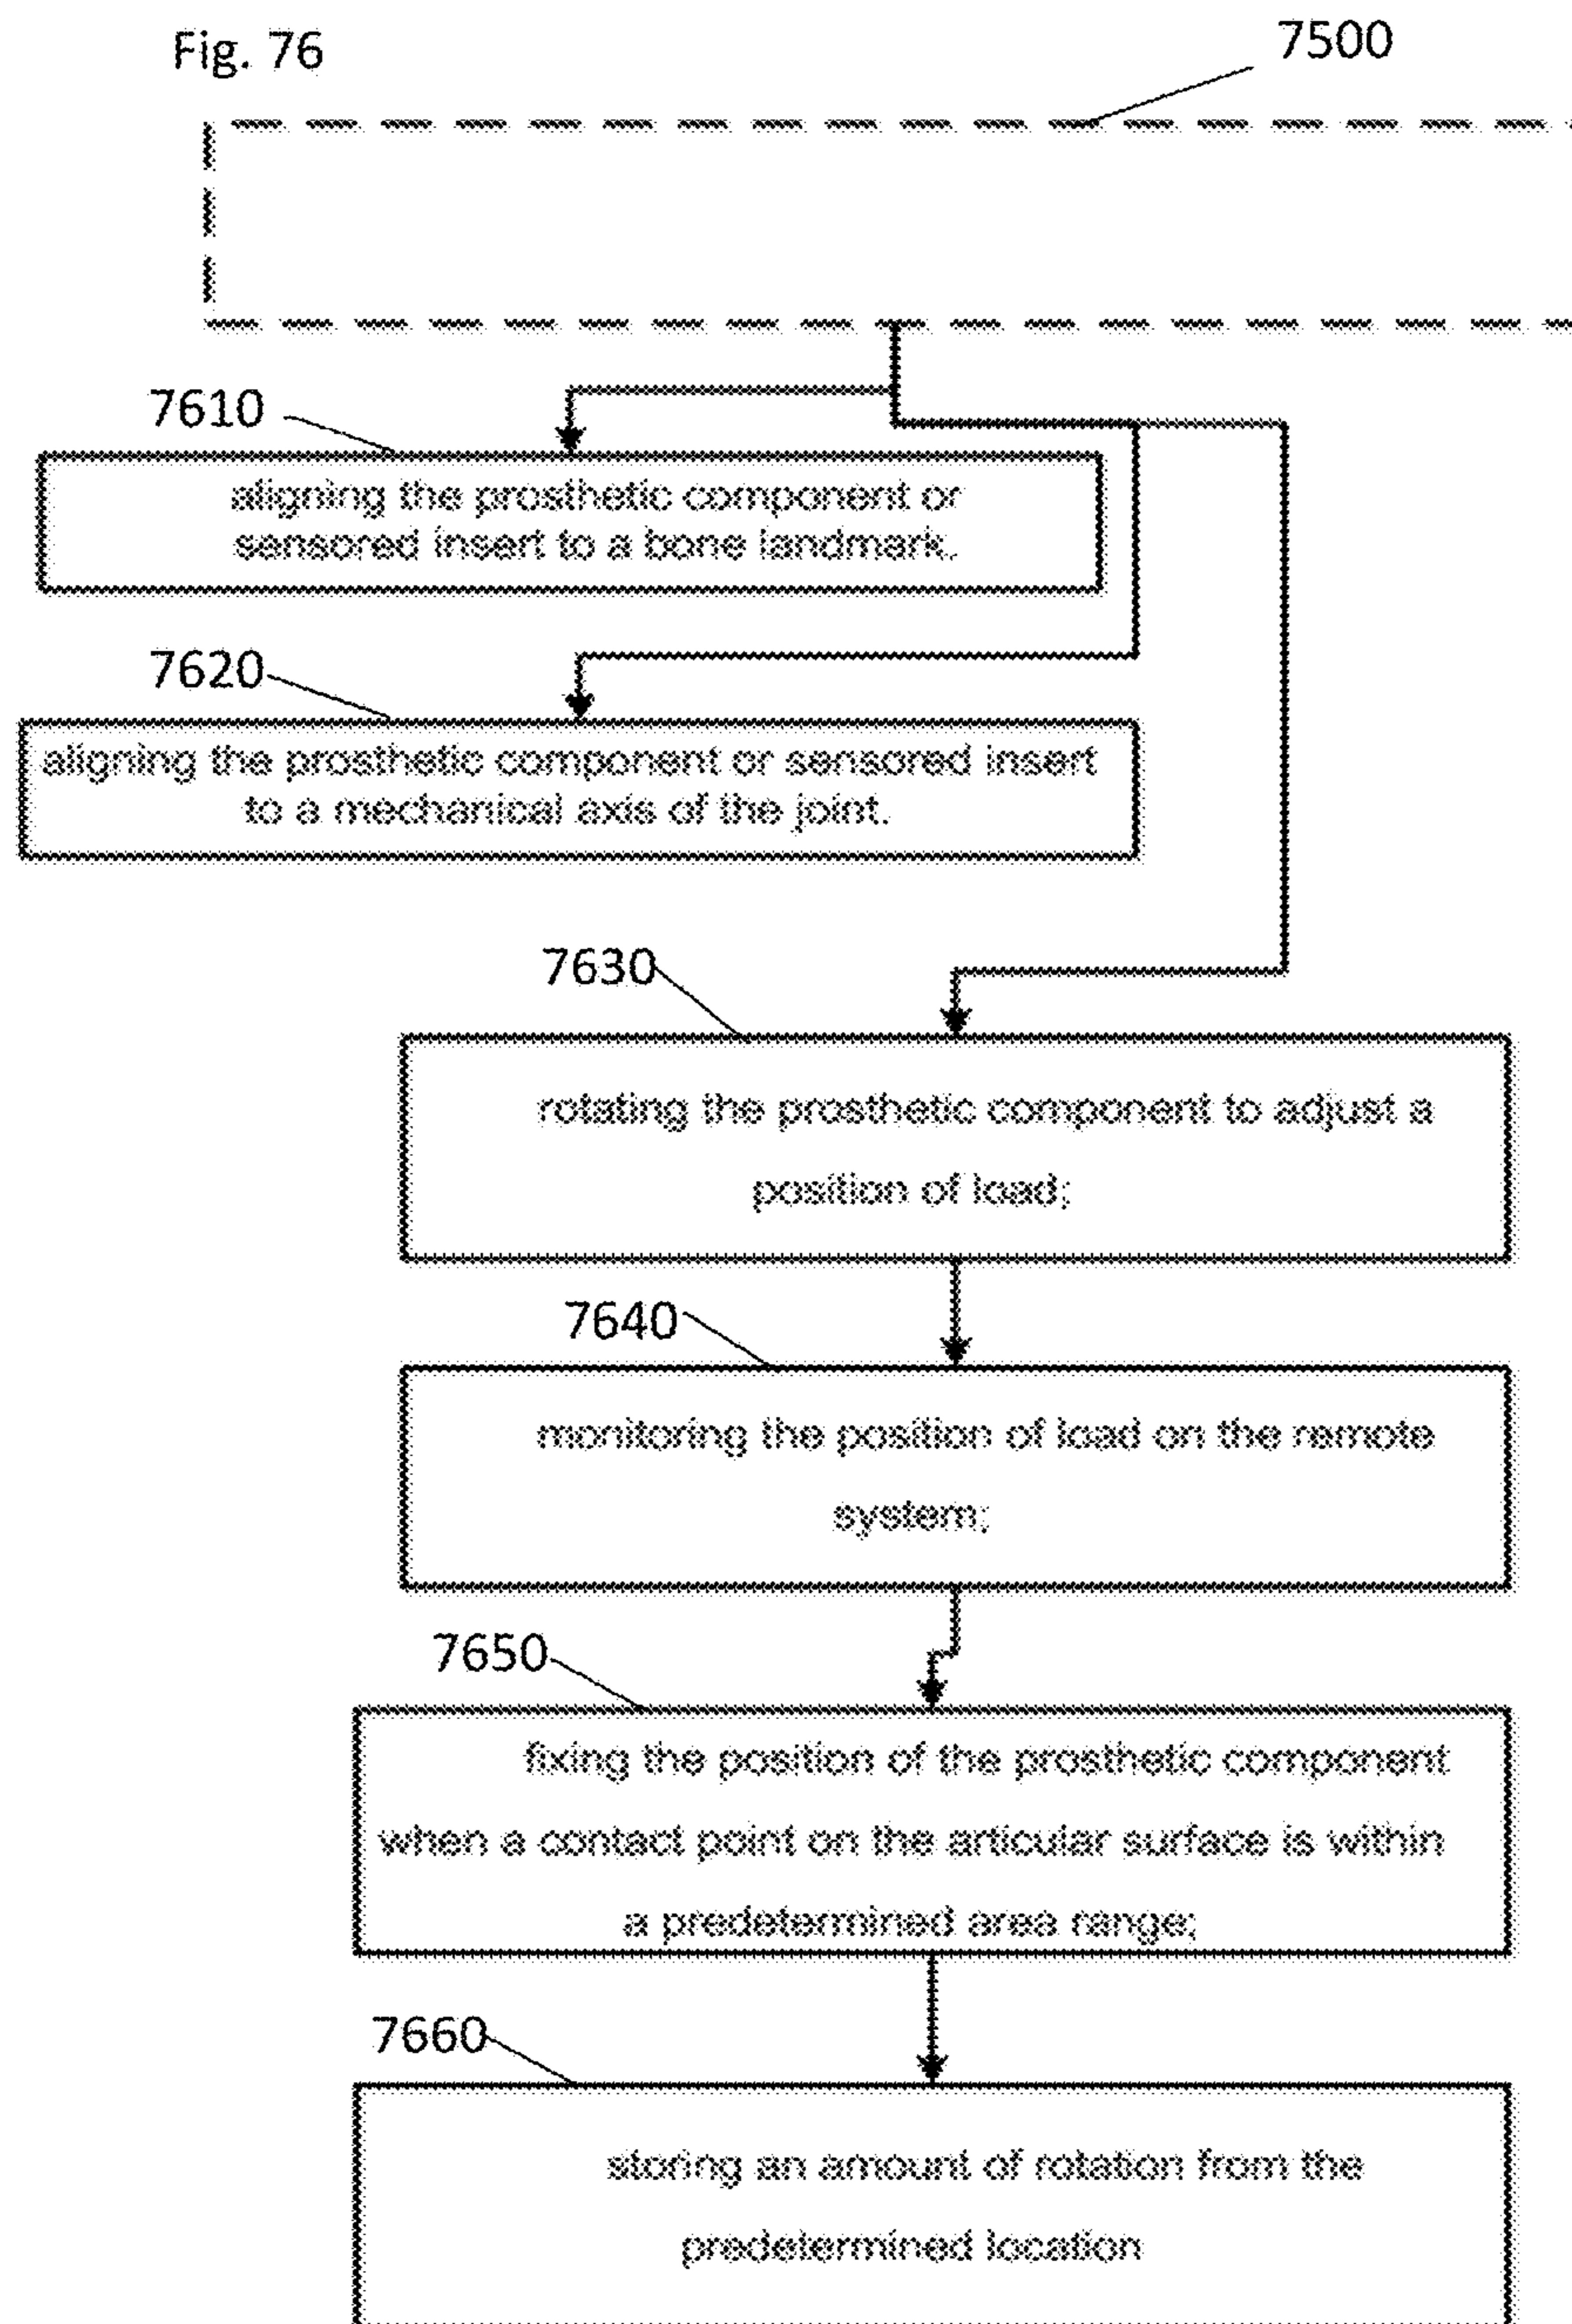 Fig. 76
7500
7610
aligning the prosthetic component or
sensored insert to a bone landmark.
7620
aligning the prosthetic component or sensored insert
to a mechanical axis of the joint.
7630
rotating the prosthetic component to adjust a
position of load;
7640
monitoring the position of load on the remote
system;
7650
fixing the position of the prosthetic component
when a contact point on the articular surface is within
a predetermined area range;
7660
storing an amount of rotation from the
predetermined location